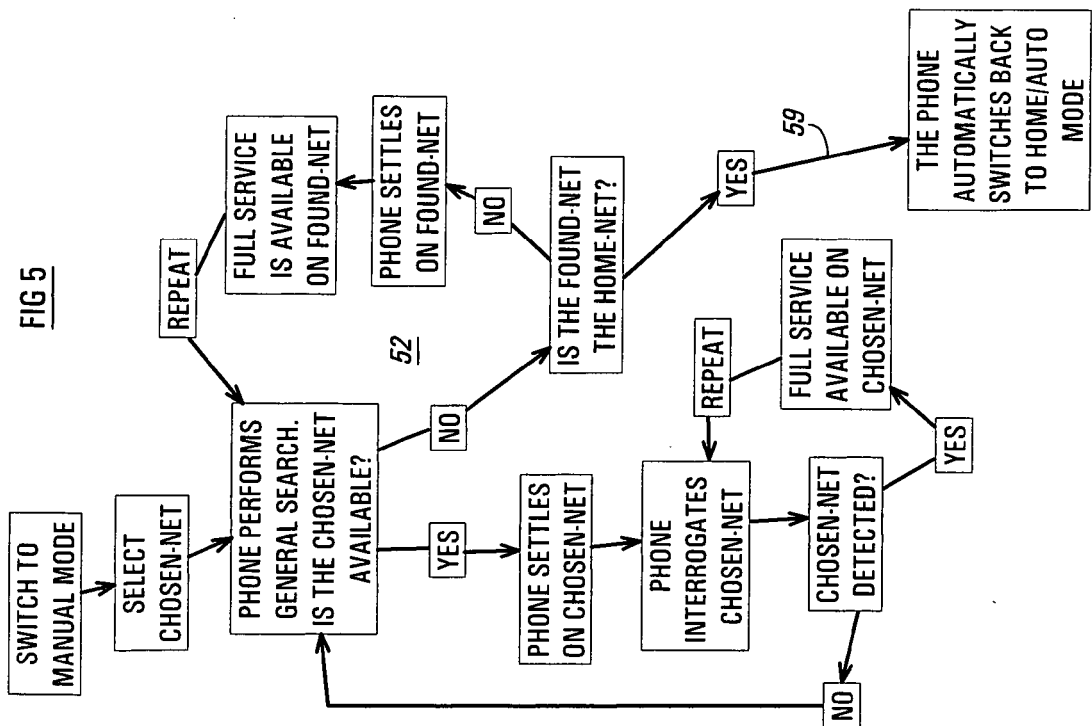 FIG 5
SWITCH TO
MANUAL MODE
SELECT
CHOSEN-NET
PHONE PERFORMS
GENERAL SEARCH.
IS THE CHOSEN-NET
AVAILABLE?
YES
NO
PHONE SETTLES
ON CHOSEN-NET
PHONE
INTERROGATES
CHOSEN-NET
CHOSEN-NET
DETECTED?
NO
YES
FULL SERVICE
AVAILABLE ON
CHOSEN-NET
REPEAT
52
IS THE FOUND-NET
THE HOME-NET?
NO
PHONE SETTLES
ON FOUND-NET
FULL SERVICE
IS AVAILABLE
ON FOUND-NET
REPEAT
YES
59
THE PHONE
AUTOMATICALLY
SWITCHES BACK
TO HOME/AUTO
MODE